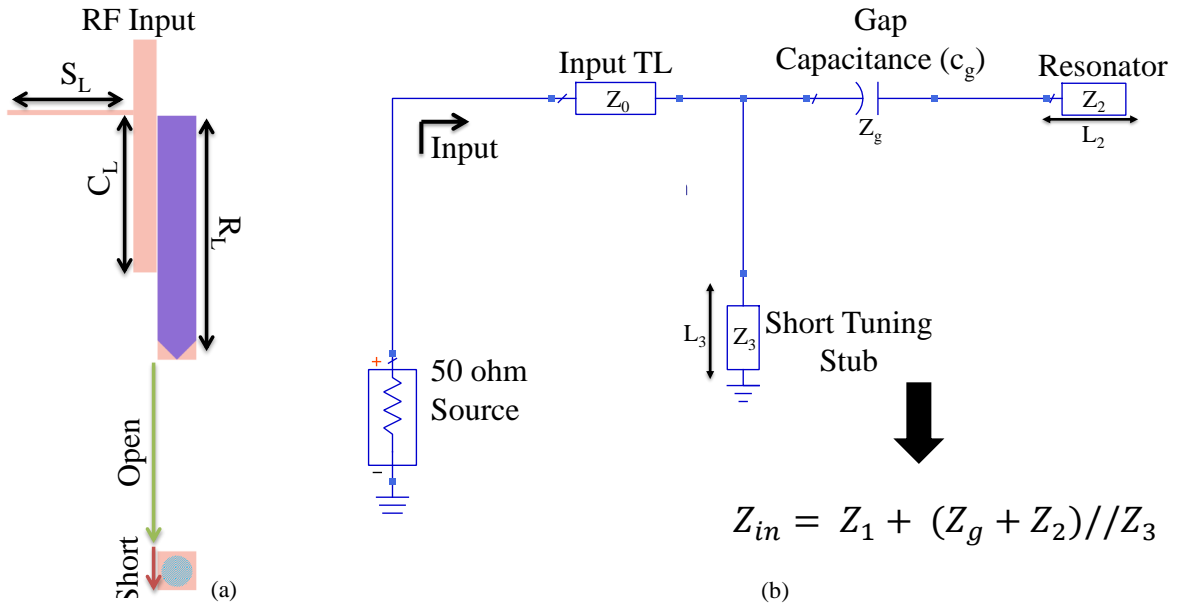 RF Input
S_L
C_L
R_L
Open
Short
(a)
Gap
Capacitance (c_g)
Input TL
Resonator
Z_0
Z_g
Z_2
L_2
Input
L_3
Z_3
Short Tuning
Stub
+
50 ohm
Source
-
Z_in = Z_1 + (Z_g + Z_2)//Z_3
(b)